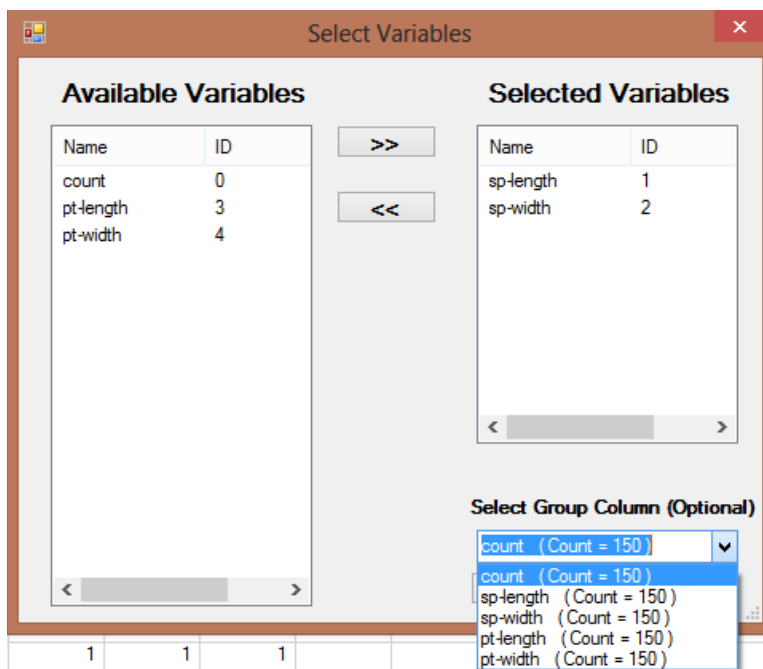 Select Variables
Available Variables
Name ID
count 0
pt-length 3
pt-width 4
>>
<<
Selected Variables
Name ID
sp-length 1
sp-width 2
Select Group Column (Optional)
count ( Count = 150 )
count ( Count = 150 )
sp-length ( Count = 150 )
sp-width ( Count = 150 )
pt-length ( Count = 150 )
pt-width ( Count = 150 )
1 1 1